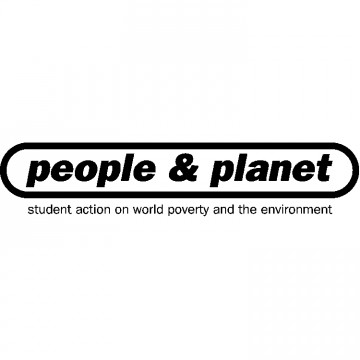 people & planet
student action on world poverty and the environment